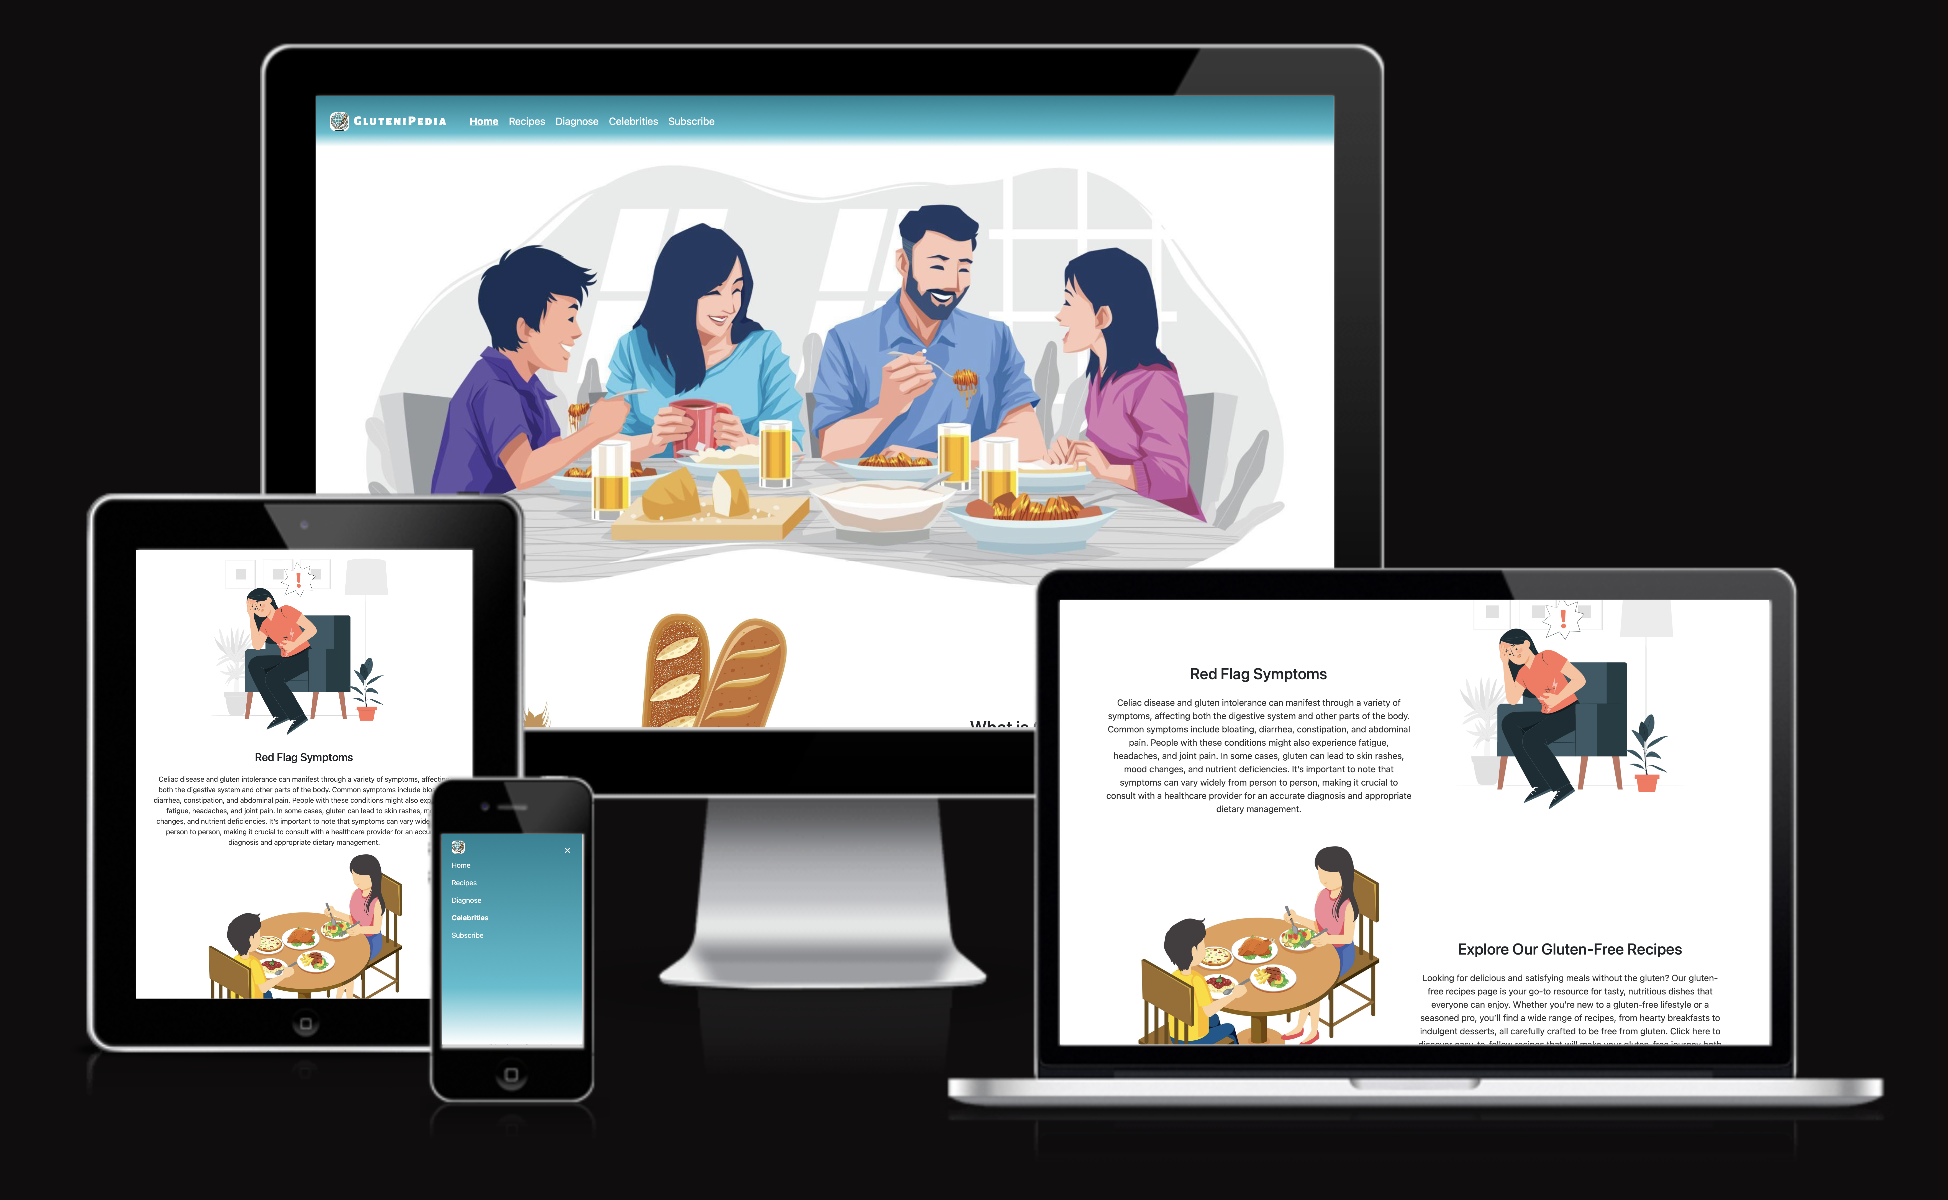 GLUTENIPEDIA
Home Recipes Diagnose Celebrities Subscribe
What is
Red Flag Symptoms
Celiac disease and gluten intolerance can manifest through a variety of symptoms, affecting
both the digestive system and other parts of the body. Common symptoms include
diarrhea, constipation, and abdominal pain. People with these conditions might also
fatigue, headaches, and joint pain. In some cases, gluten can lead to skin rashes,
changes, and nutrient deficiencies. It's important to note that symptoms can vary
person to person, making it crucial to consult with a healthcare provider for an
diagnosis and appropriate dietary management.
Home
Recipes
Diagnose
Celebrities
Subscribe
Red Flag Symptoms
Celiac disease and gluten intolerance can manifest through a variety of
symptoms, affecting both the digestive system and other parts of the body.
Common symptoms include bloating, diarrhea, constipation, and abdominal
pain. People with these conditions might also experience fatigue,
headaches, and joint pain. In some cases, gluten can lead to skin rashes,
mood changes, and nutrient deficiencies. It's important to note that
symptoms can vary widely from person to person, making it crucial to
consult with a healthcare provider for an accurate diagnosis and appropriate
dietary management.
Explore Our Gluten-Free Recipes
Looking for delicious and satisfying meals without the gluten? Our gluten-
free recipes page is your go-to resource for tasty, nutritious dishes that
everyone can enjoy. Whether you're new to a gluten-free lifestyle or a
seasoned pro, you'll find a wide range of recipes, from hearty breakfasts to
indulgent desserts, all carefully crafted to be free from gluten. Click here to
discover easy-to-follow recipes that will make your gluten-free journey both